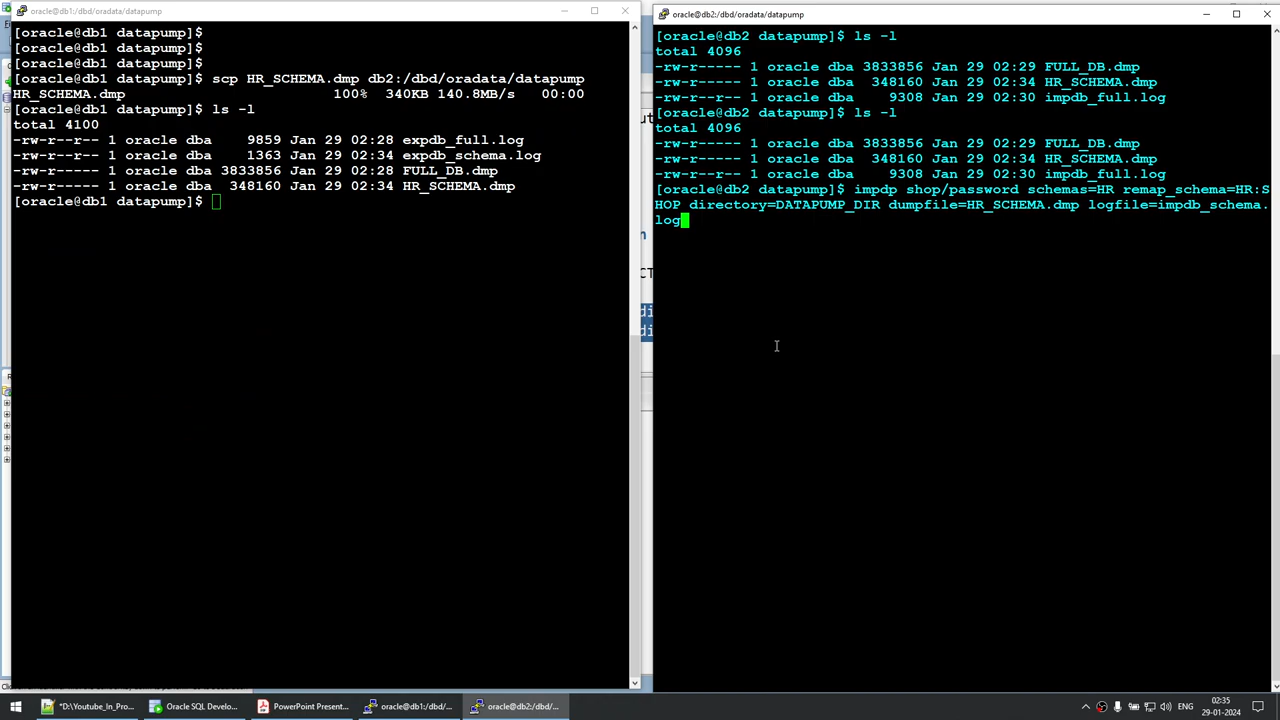 oracle@db1:/dbd/oradata/datapump
[oracle@db1 datapump]$
[oracle@db1 datapump]$
[oracle@db1 datapump]$
[oracle@db1 datapump]$ scp HR_SCHEMA.dmp db2:/dbd/oradata/datapump
HR_SCHEMA.dmp 100% 340KB 140.8MB/s 00:00
[oracle@db1 datapump]$ ls -l
total 4100
-rw-r--r-- 1 oracle dba 9859 Jan 29 02:28 expdb_full.log
-rw-r--r-- 1 oracle dba 1363 Jan 29 02:34 expdb_schema.log
-rw-r----- 1 oracle dba 3833856 Jan 29 02:28 FULL_DB.dmp
-rw-r----- 1 oracle dba 348160 Jan 29 02:34 HR_SCHEMA.dmp
[oracle@db1 datapump]$
oracle@db2:/dbd/oradata/datapump
[oracle@db2 datapump]$ ls -l
total 4096
-rw-r----- 1 oracle dba 3833856 Jan 29 02:29 FULL_DB.dmp
-rw-r----- 1 oracle dba 348160 Jan 29 02:34 HR_SCHEMA.dmp
-rw-r--r-- 1 oracle dba 9308 Jan 29 02:30 impdb_full.log
[oracle@db2 datapump]$ ls -l
total 4096
-rw-r----- 1 oracle dba 3833856 Jan 29 02:29 FULL_DB.dmp
-rw-r----- 1 oracle dba 348160 Jan 29 02:34 HR_SCHEMA.dmp
-rw-r--r-- 1 oracle dba 9308 Jan 29 02:30 impdb_full.log
[oracle@db2 datapump]$ impdp shop/password schemas=HR remap_schema=HR:S
HOP directory=DATAPUMP_DIR dumpfile=HR_SCHEMA.dmp logfile=impdb_schema.
log
*D:\Youtube_In_Pro...
Oracle SQL Develo...
PowerPoint Present...
oracle@db1:/dbd/...
oracle@db2:/dbd/...
ENG
02:35
29-01-2024